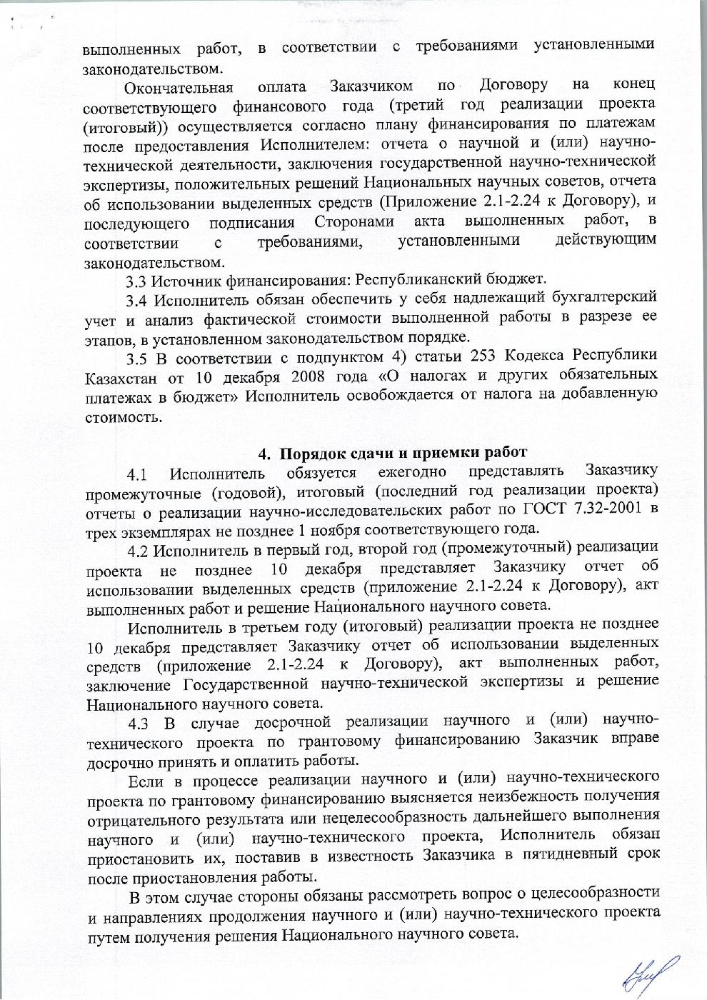 выполненных работ, в соответствии с требованиями установленными
законодательством.
Окончательная оплата Заказчиком по Договору на конец
соответствующего финансового года (третий год реализации проекта
(итоговый)) осуществляется согласно плану финансирования по платежам
после предоставления Исполнителем: отчета о научной и (или) научно-
технической деятельности, заключения государственной научно-технической
экспертизы, положительных решений Национальных научных советов, отчета
об использовании выделенных средств (Приложение 2.1-2.24 к Договору), и
последующего подписания Сторонами акта выполненных работ, в
соответствии с требованиями, установленными действующим
законодательством.
3.3 Источник финансирования: Республиканский бюджет.
3.4 Исполнитель обязан обеспечить у себя надлежащий бухгалтерский
учет и анализ фактической стоимости выполненной работы в разрезе ее
этапов, в установленном законодательством порядке.
3.5 В соответствии с подпунктом 4) статьи 253 Кодекса Республики
Казахстан от 10 декабря 2008 года «О налогах и других обязательных
платежах в бюджет» Исполнитель освобождается от налога на добавленную
стоимость.
4. Порядок сдачи и приемки работ
4.1 Исполнитель обязуется ежегодно представлять Заказчику
промежуточные (годовой), итоговый (последний год реализации проекта)
отчеты о реализации научно-исследовательских работ по ГОСТ 7.32-2001 в
трех экземплярах не позднее 1 ноября соответствующего года.
4.2 Исполнитель в первый год, второй год (промежуточный) реализации
проекта не позднее 10 декабря представляет Заказчику отчет об
использовании выделенных средств (приложение 2.1-2.24 к Договору), акт
выполненных работ и решение Национального научного совета.
Исполнитель в третьем году (итоговый) реализации проекта не позднее
10 декабря представляет Заказчику отчет об использовании выделенных
средств (приложение 2.1-2.24 к Договору), акт выполненных работ,
заключение Государственной научно-технической экспертизы и решение
Национального научного совета.
4.3 В случае досрочной реализации научного и (или) научно-
технического проекта по грантовому финансированию Заказчик вправе
досрочно принять и оплатить работы.
Если в процессе реализации научного и (или) научно-технического
проекта по грантовому финансированию выясняется неизбежность получения
отрицательного результата или нецелесообразность дальнейшего выполнения
научного и (или) научно-технического проекта, Исполнитель обязан
приостановить их, поставив в известность Заказчика в пятидневный срок
после приостановления работы.
В этом случае стороны обязаны рассмотреть вопрос о целесообразности
и направлениях продолжения научного и (или) научно-технического проекта
путем получения решения Национального научного совета.